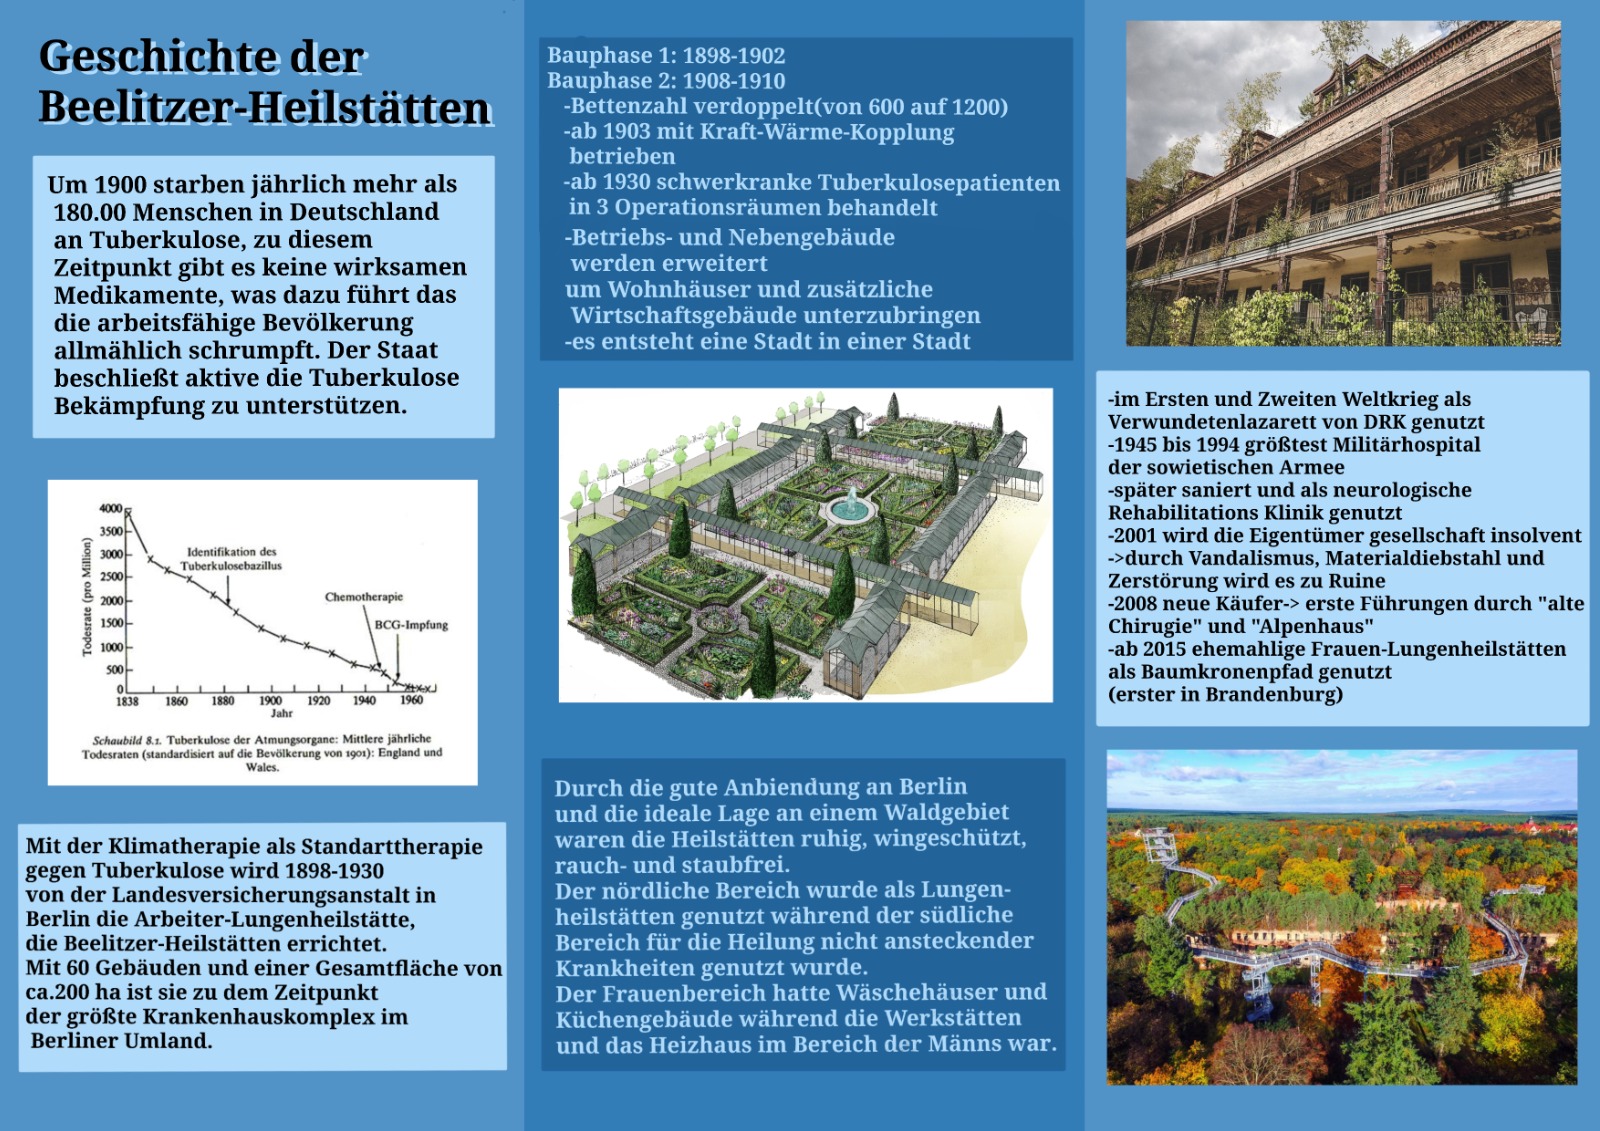 Geschichte der
Beelitzer-Heilstätten
Um 1900 starben jährlich mehr als
180.00 Menschen in Deutschland
an Tuberkulose, zu diesem
Zeitpunkt gibt es keine wirksamen
Medikamente, was dazu führt das
die arbeitsfähige Bevölkerung
allmählich schrumpft. Der Staat
beschließt aktive die Tuberkulose
Bekämpfung zu unterstützen.
Todesrate (pro Million)
4000
3500
3000
2500
2000
1500
1000
500
0
Identifikation des
Tuberkulosebazillus
Chemotherapie
BCG-Impfung
1838 1860 1880 1900 1920 1940 1960
Jahr
Schaubild 8.1. Tuberkulose der Atmungsorgane: Mittlere jährliche
Todesraten (standardisiert auf die Bevölkerung von 1901): England und
Wales.
Mit der Klimatherapie als Standarttherapie
gegen Tuberkulose wird 1898-1930
von der Landesversicherungsanstalt in
Berlin die Arbeiter-Lungenheilstätte,
die Beelitzer-Heilstätten errichtet.
Mit 60 Gebäuden und einer Gesamtfläche von
ca.200 ha ist sie zu dem Zeitpunkt
der größte Krankenhauskomplex im
Berliner Umland.
Bauphase 1: 1898-1902
Bauphase 2: 1908-1910
-Bettenzahl verdoppelt(von 600 auf 1200)
-ab 1903 mit Kraft-Wärme-Kopplung
betrieben
-ab 1930 schwerkranke Tuberkulosepatienten
in 3 Operationsräumen behandelt
-Betriebs- und Nebengebäude
werden erweitert
um Wohnhäuser und zusätzliche
Wirtschaftsgebäude unterzubringen
-es entsteht eine Stadt in einer Stadt
Durch die gute Anbiendung an Berlin
und die ideale Lage an einem Waldgebiet
waren die Heilstätten ruhig, wingeschützt,
rauch- und staubfrei.
Der nördliche Bereich wurde als Lungen-
heilstätten genutzt während der südliche
Bereich für die Heilung nicht ansteckender
Krankheiten genutzt wurde.
Der Frauenbereich hatte Wäschehäuser und
Küchengebäude während die Werkstätten
und das Heizhaus im Bereich der Männs war.
-im Ersten und Zweiten Weltkrieg als
Verwundetenlazarett von DRK genutzt
-1945 bis 1994 größtest Militärhospital
der sowietischen Armee
-später saniert und als neurologische
Rehabilitations Klinik genutzt
-2001 wird die Eigentümer gesellschaft insolvent
->durch Vandalismus, Materialdiebstahl und
Zerstörung wird es zu Ruine
-2008 neue Käufer-> erste Führungen durch "alte
Chirugie" und "Alpenhaus"
-ab 2015 ehemahlige Frauen-Lungenheilstätten
als Baumkronenpfad genutzt
(erster in Brandenburg)